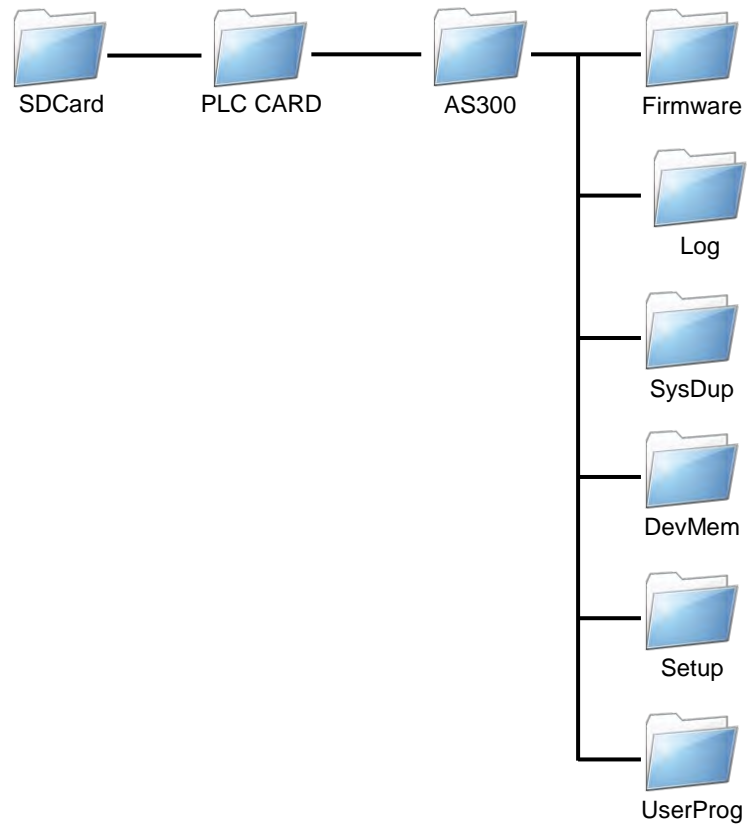 SDCard
PLC CARD
AS300
Firmware
Log
SysDup
DevMem
Setup
UserProg